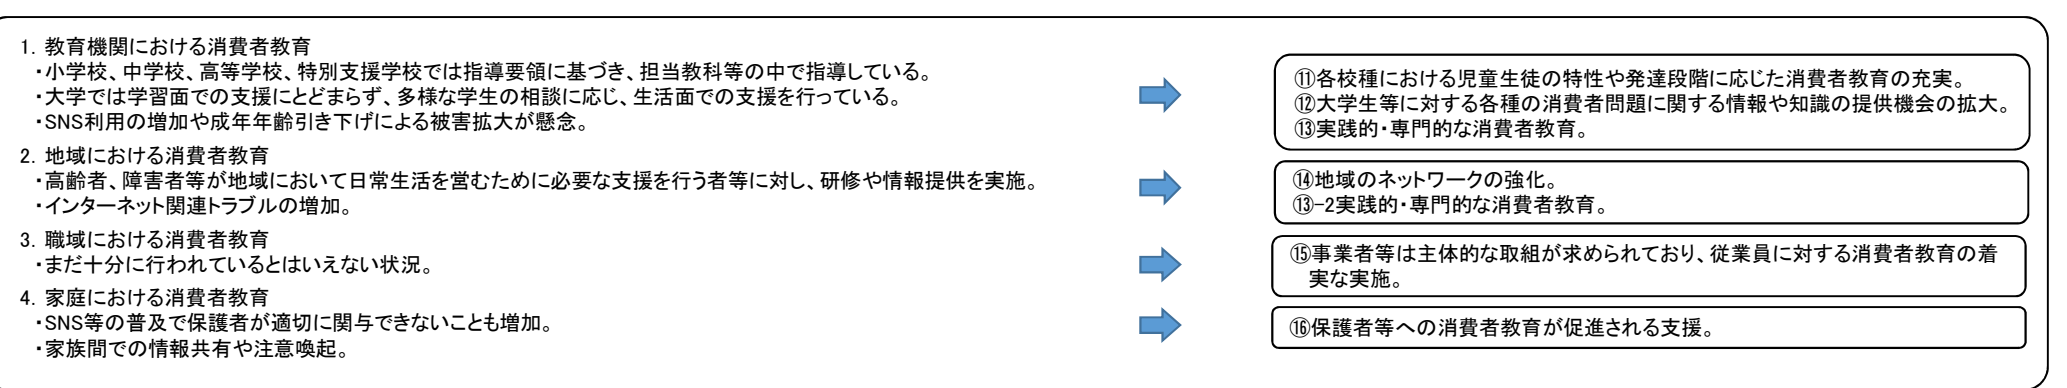 1．教育機関における消費者教育
・小学校、中学校、高等学校、特別支援学校では指導要領に基づき、担当教科等の中で指導している。
・大学では学習面での支援にとどまらず、多様な学生の相談に応じ、生活面での支援を行っている。
・SNS利用の増加や成年年齢引き下げによる被害拡大が懸念。
⑪各校種における児童生徒の特性や発達段階に応じた消費者教育の充実。
⑫大学生等に対する各種の消費者問題に関する情報や知識の提供機会の拡大。
⑬実践的・専門的な消費者教育。
2．地域における消費者教育
・高齢者、障害者等が地域において日常生活を営むために必要な支援を行う者等に対し、研修や情報提供を実施。
・インターネット関連トラブルの増加。
⑭地域のネットワークの強化。
⑬-2実践的・専門的な消費者教育。
3．職域における消費者教育
・まだ十分に行われているとはいえない状況。
⑮事業者等は主体的な取組が求められており、従業員に対する消費者教育の着
実な実施。
4．家庭における消費者教育
・SNS等の普及で保護者が適切に関与できないことも増加。
・家族間での情報共有や注意喚起。
⑯保護者等への消費者教育が促進される支援。